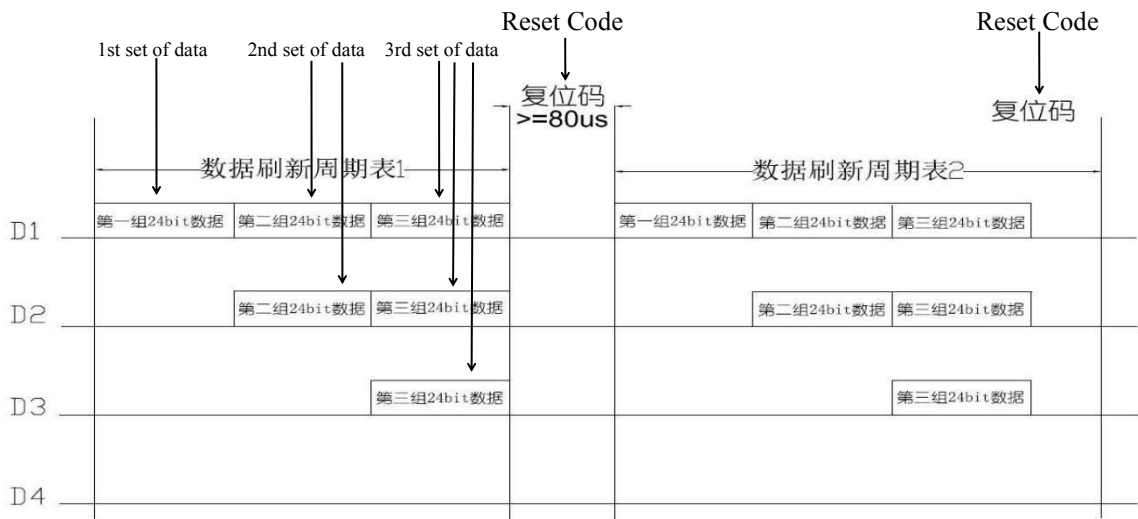 Reset Code
Reset Code
1st set of data
2nd set of data
3rd set of data
复位码
>=80us
复位码
数据刷新周期表1
数据刷新周期表2
D1
第一组24bit数据
第二组24bit数据
第三组24bit数据
第一组24bit数据
第二组24bit数据
第三组24bit数据
D2
第二组24bit数据
第三组24bit数据
第二组24bit数据
第三组24bit数据
D3
第三组24bit数据
第三组24bit数据
D4